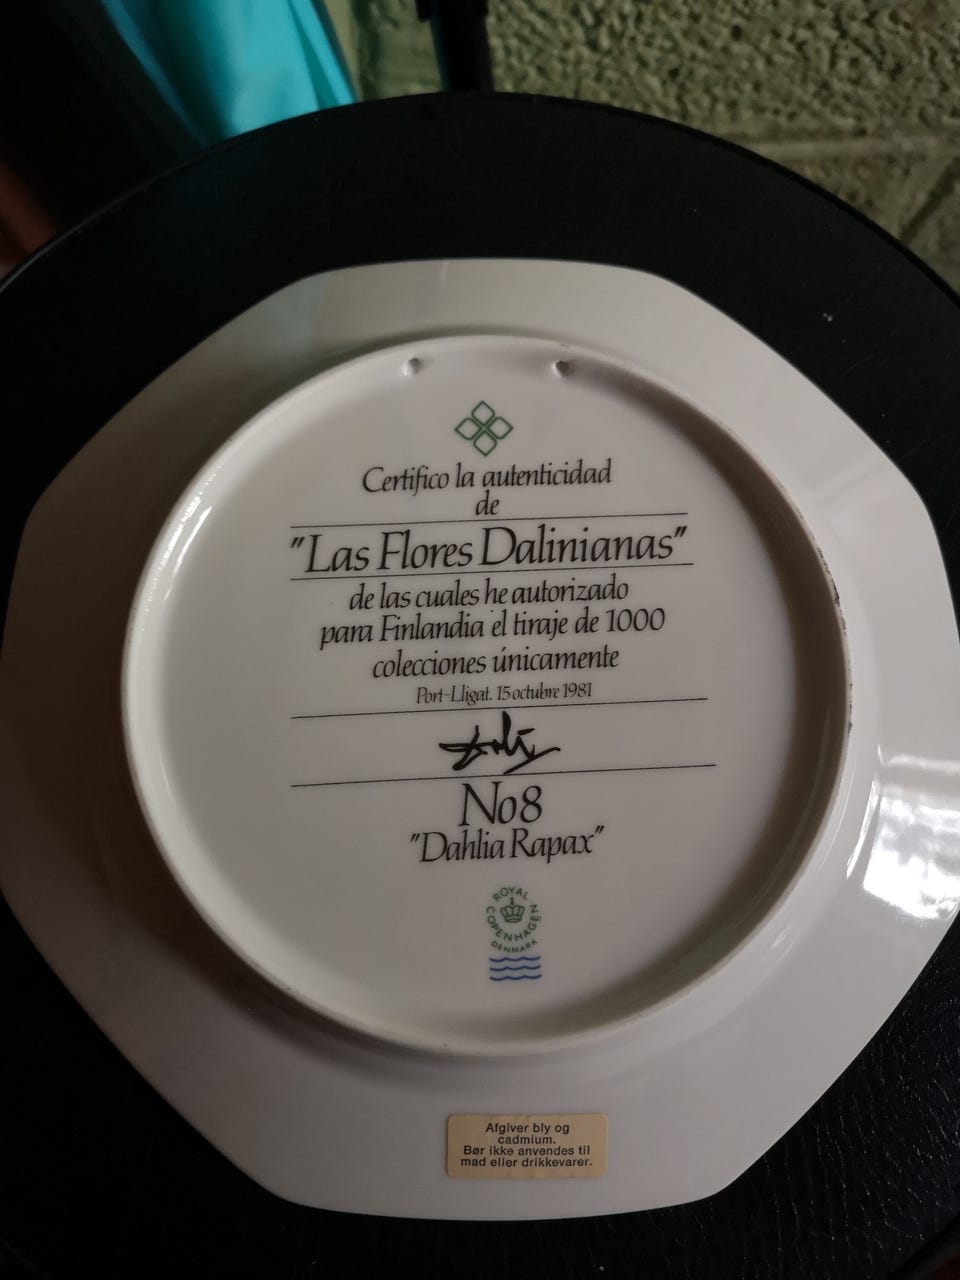 Certifico la autenticidad
de
"Las Flores Dalinianas"
de las cuales he autorizado
para Finlandia el tiraje de 1000
colecciones únicamente
Port-Lligat. 15 octubre 1981
Dalí
No8
"Dahlia Rapax"
ROYAL
COPENHAGEN
DENMARK
Afgiver bly og
cadmium.
Bør ikke anvendes til
mad eller drikkevarer.